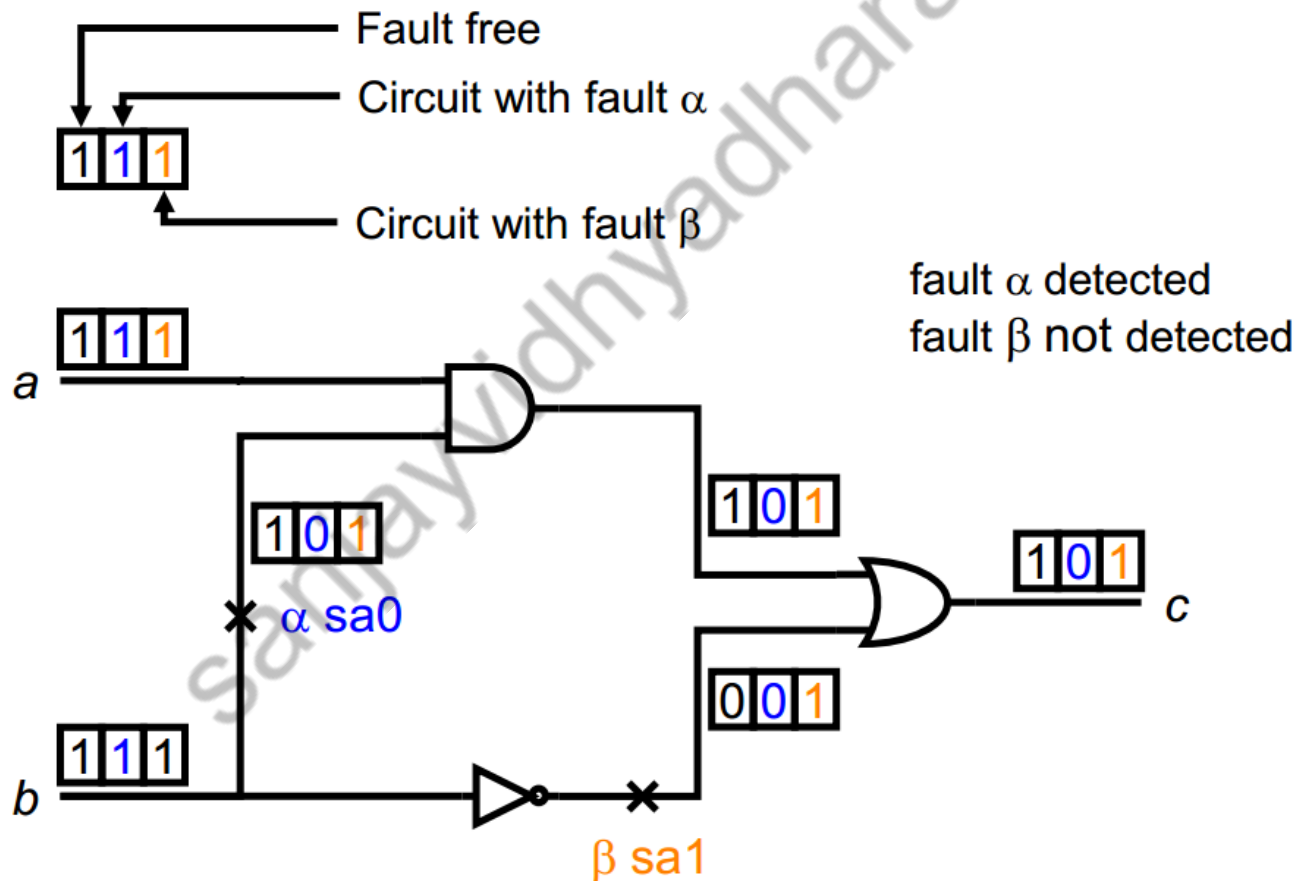 Fault free
Circuit with fault α
1 1 1
Circuit with fault β
fault α detected
fault β not detected
1 1 1
a
1 0 1
1 0 1
1 0 1
c
α sa0
0 0 1
1 1 1
b
β sa1
sanjayvidhyadhara